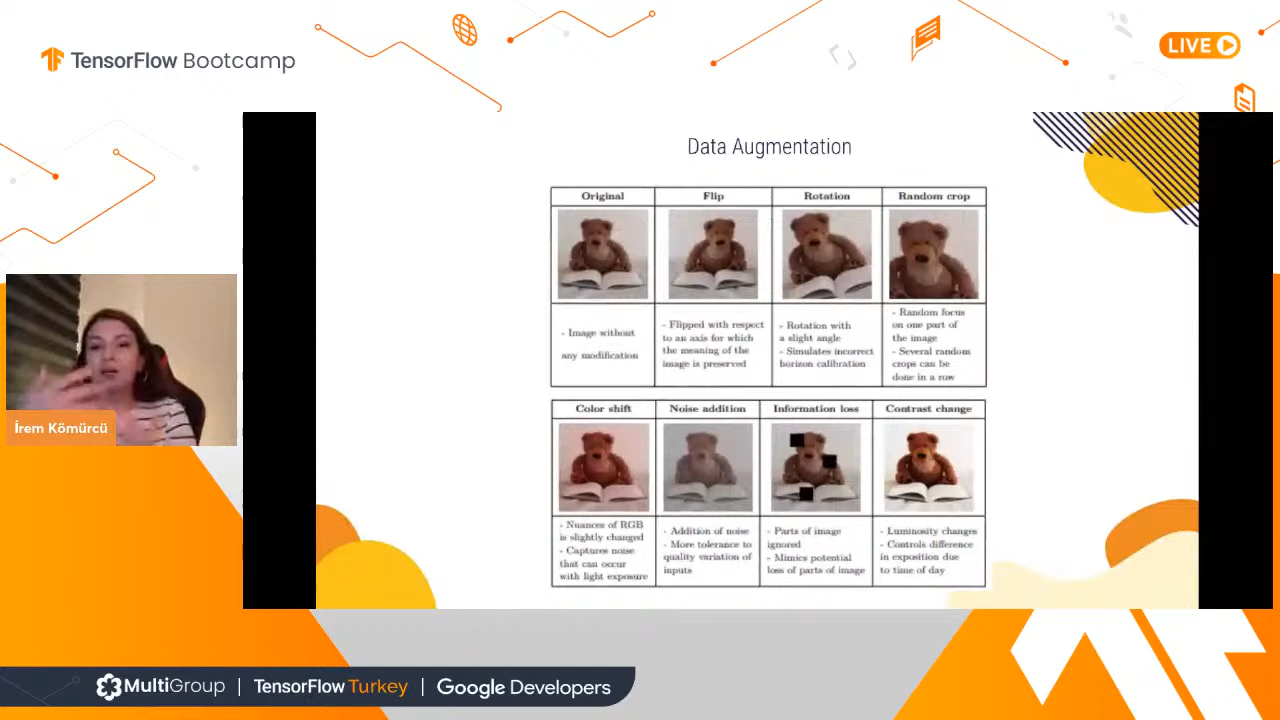 TensorFlow Bootcamp
LIVE
Data Augmentation
Original
Flip
Rotation
Random crop
- Image without
any modification
- Flipped with respect
to an axis for which
the meaning of the
image is preserved
- Rotation with
a slight angle
- Simulates incorrect
horizon calibration
- Random focus
on one part of
the image
- Several random
crops can be
done in a row
Color shift
Noise addition
Information loss
Contrast change
- Nuances of RGB
is slightly changed
- Captures noise
that can occur
with light exposure
- Addition of noise
- More tolerance to
quality variation of
inputs
- Parts of image
ignored
- Mimics potential
loss of parts of image
- Luminosity changes
- Controls difference
in exposition due
to time of day
İrem Kömürcü
MultiGroup | TensorFlow Turkey | Google Developers